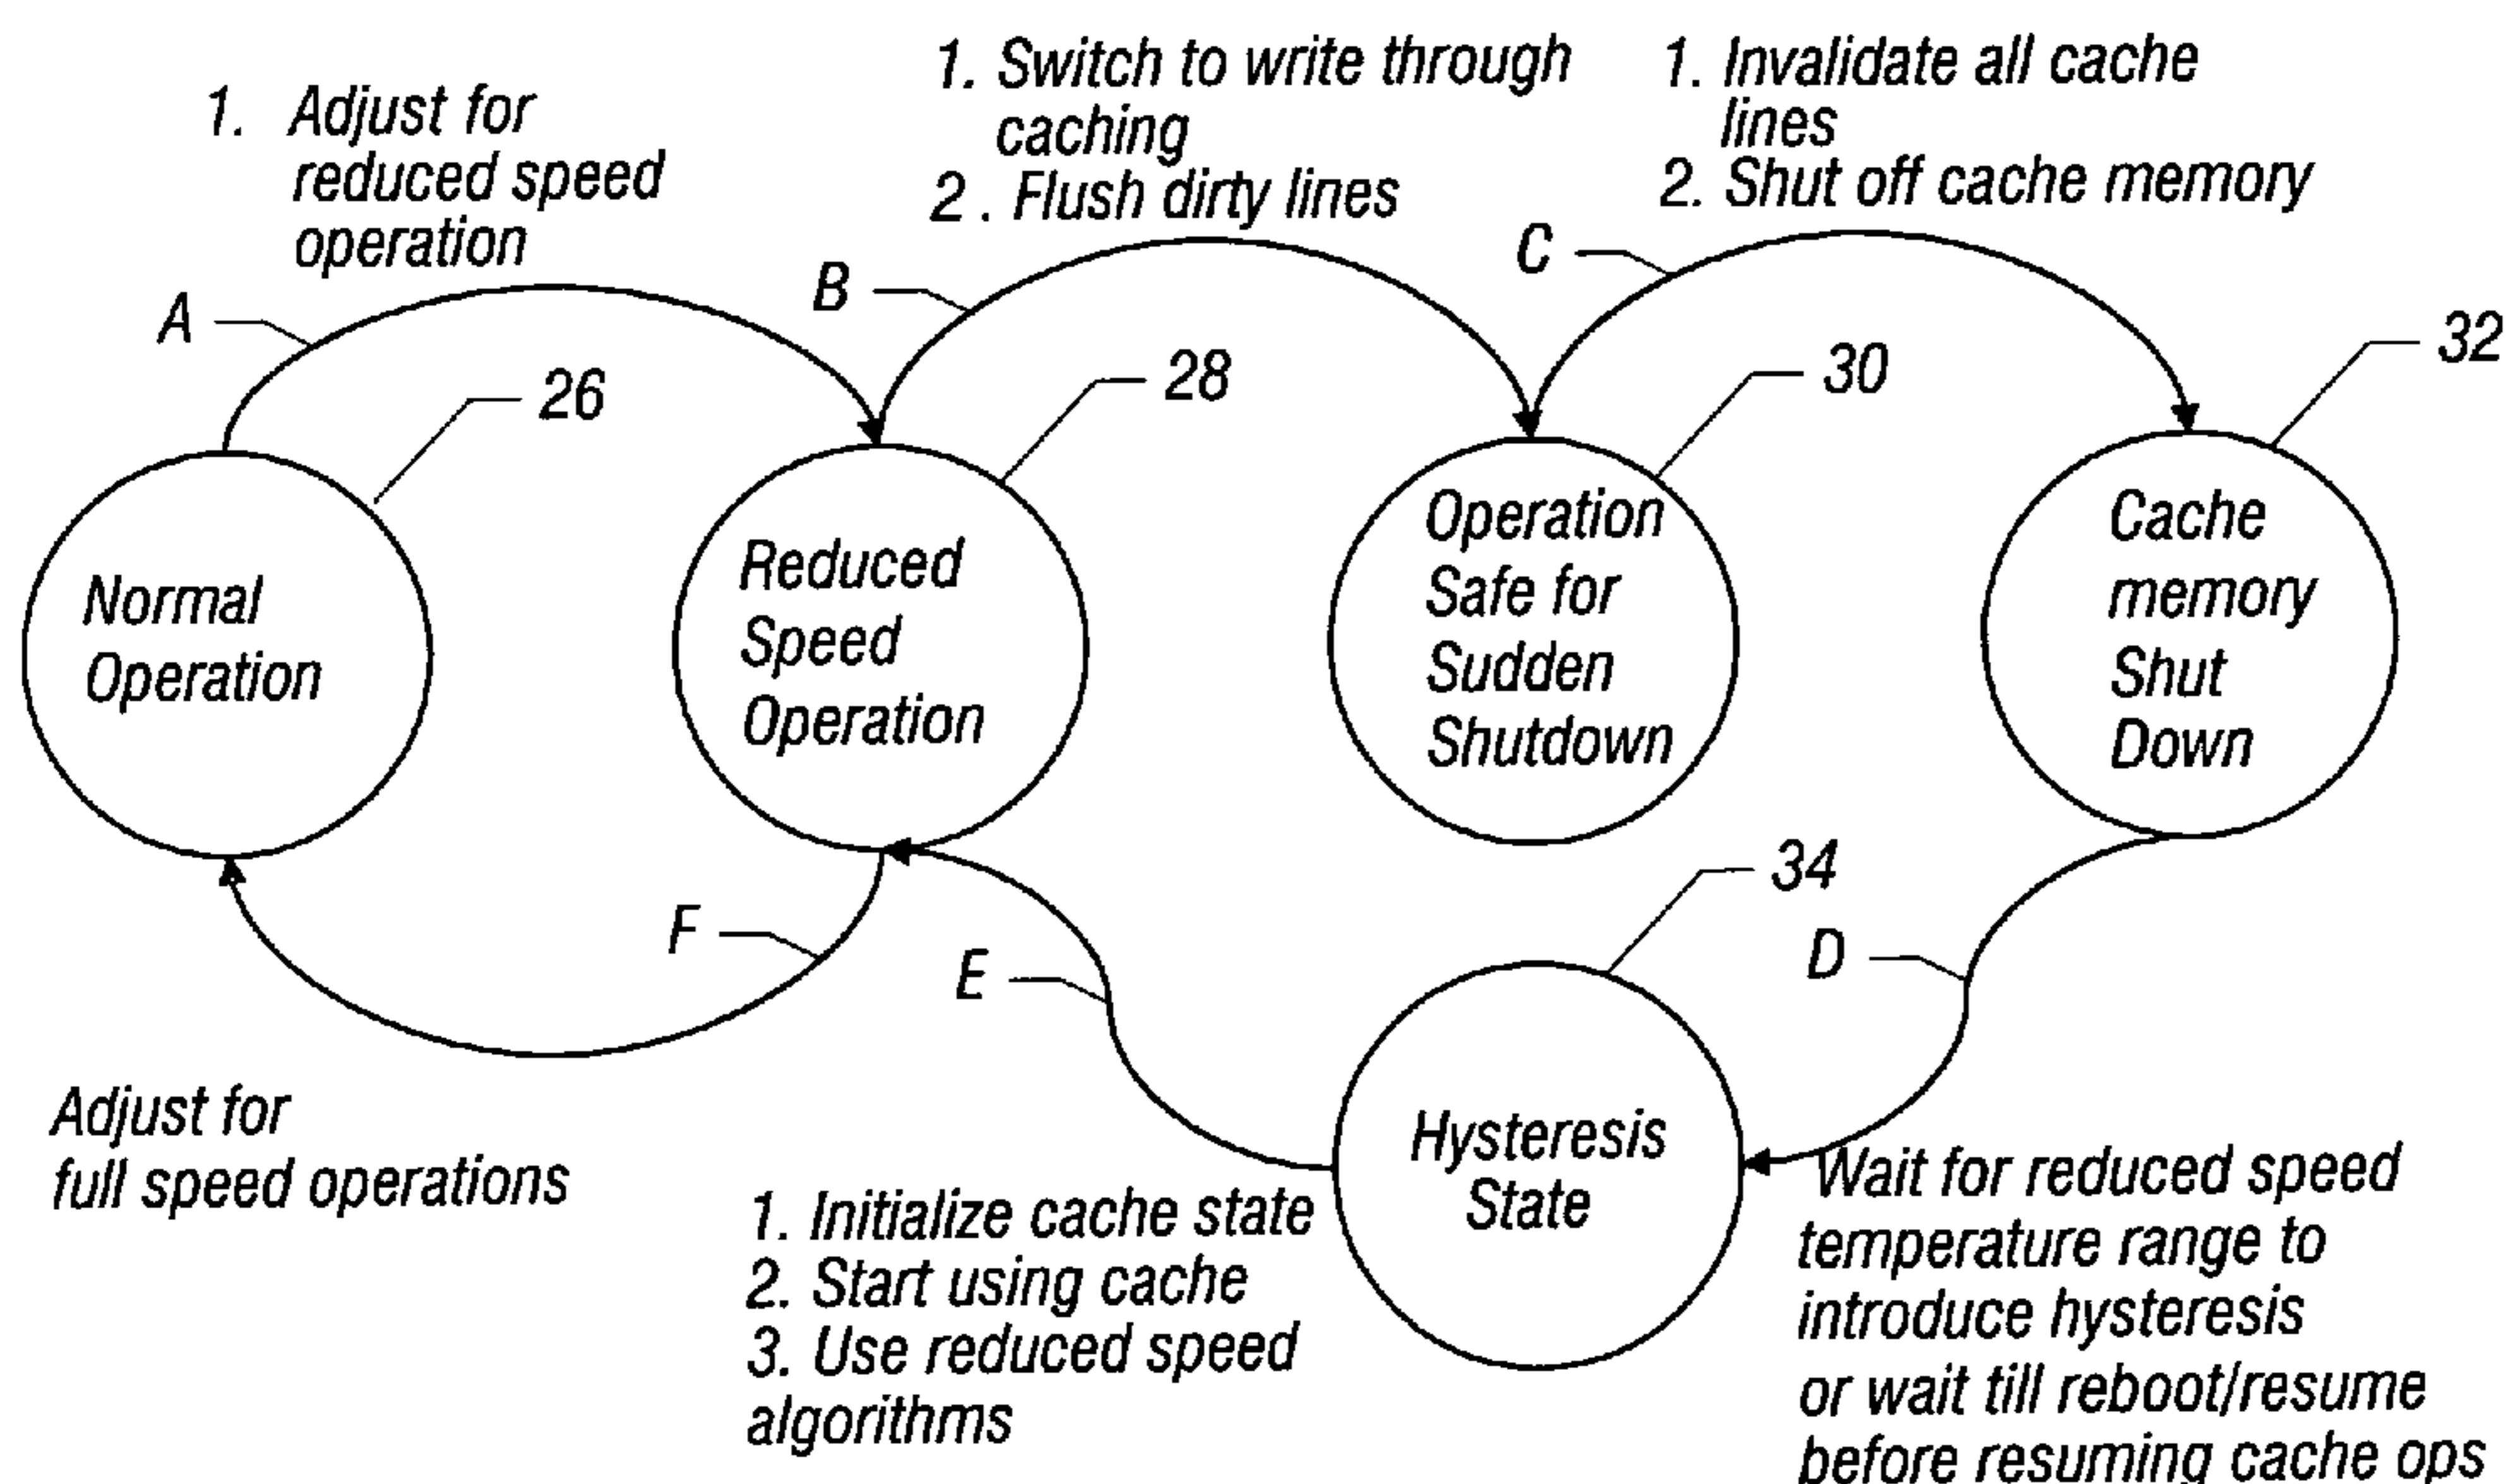 1. Adjust for
reduced speed
operation
1. Switch to write through
caching
2. Flush dirty lines
1. Invalidate all cache
lines
2. Shut off cache memory
A
B
C
26
28
30
32
Normal
Operation
Reduced
Speed
Operation
Operation
Safe for
Sudden
Shutdown
Cache
memory
Shut
Down
F
E
34
D
Adjust for
full speed operations
1. Initialize cache state
2. Start using cache
3. Use reduced speed
algorithms
Hysteresis
State
Wait for reduced speed
temperature range to
introduce hysteresis
or wait till reboot/resume
before resuming cache ops